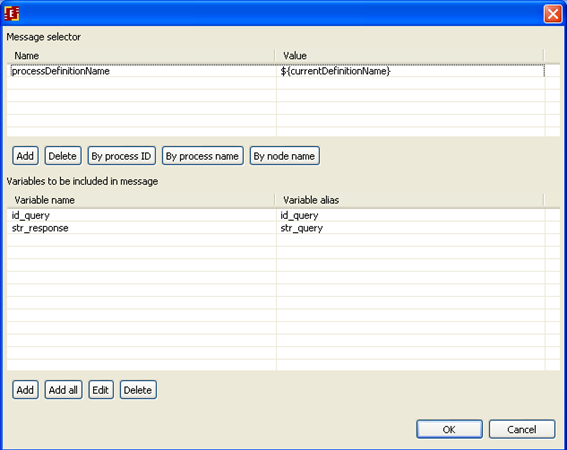 E
Message selector
Name Value
processDefinitionName ${currentDefinitionName}
Add Delete By process ID By process name By node name
Variables to be included in message
Variable name Variable alias
id_query id_query
str_response str_query
Add Add all Edit Delete
OK Cancel